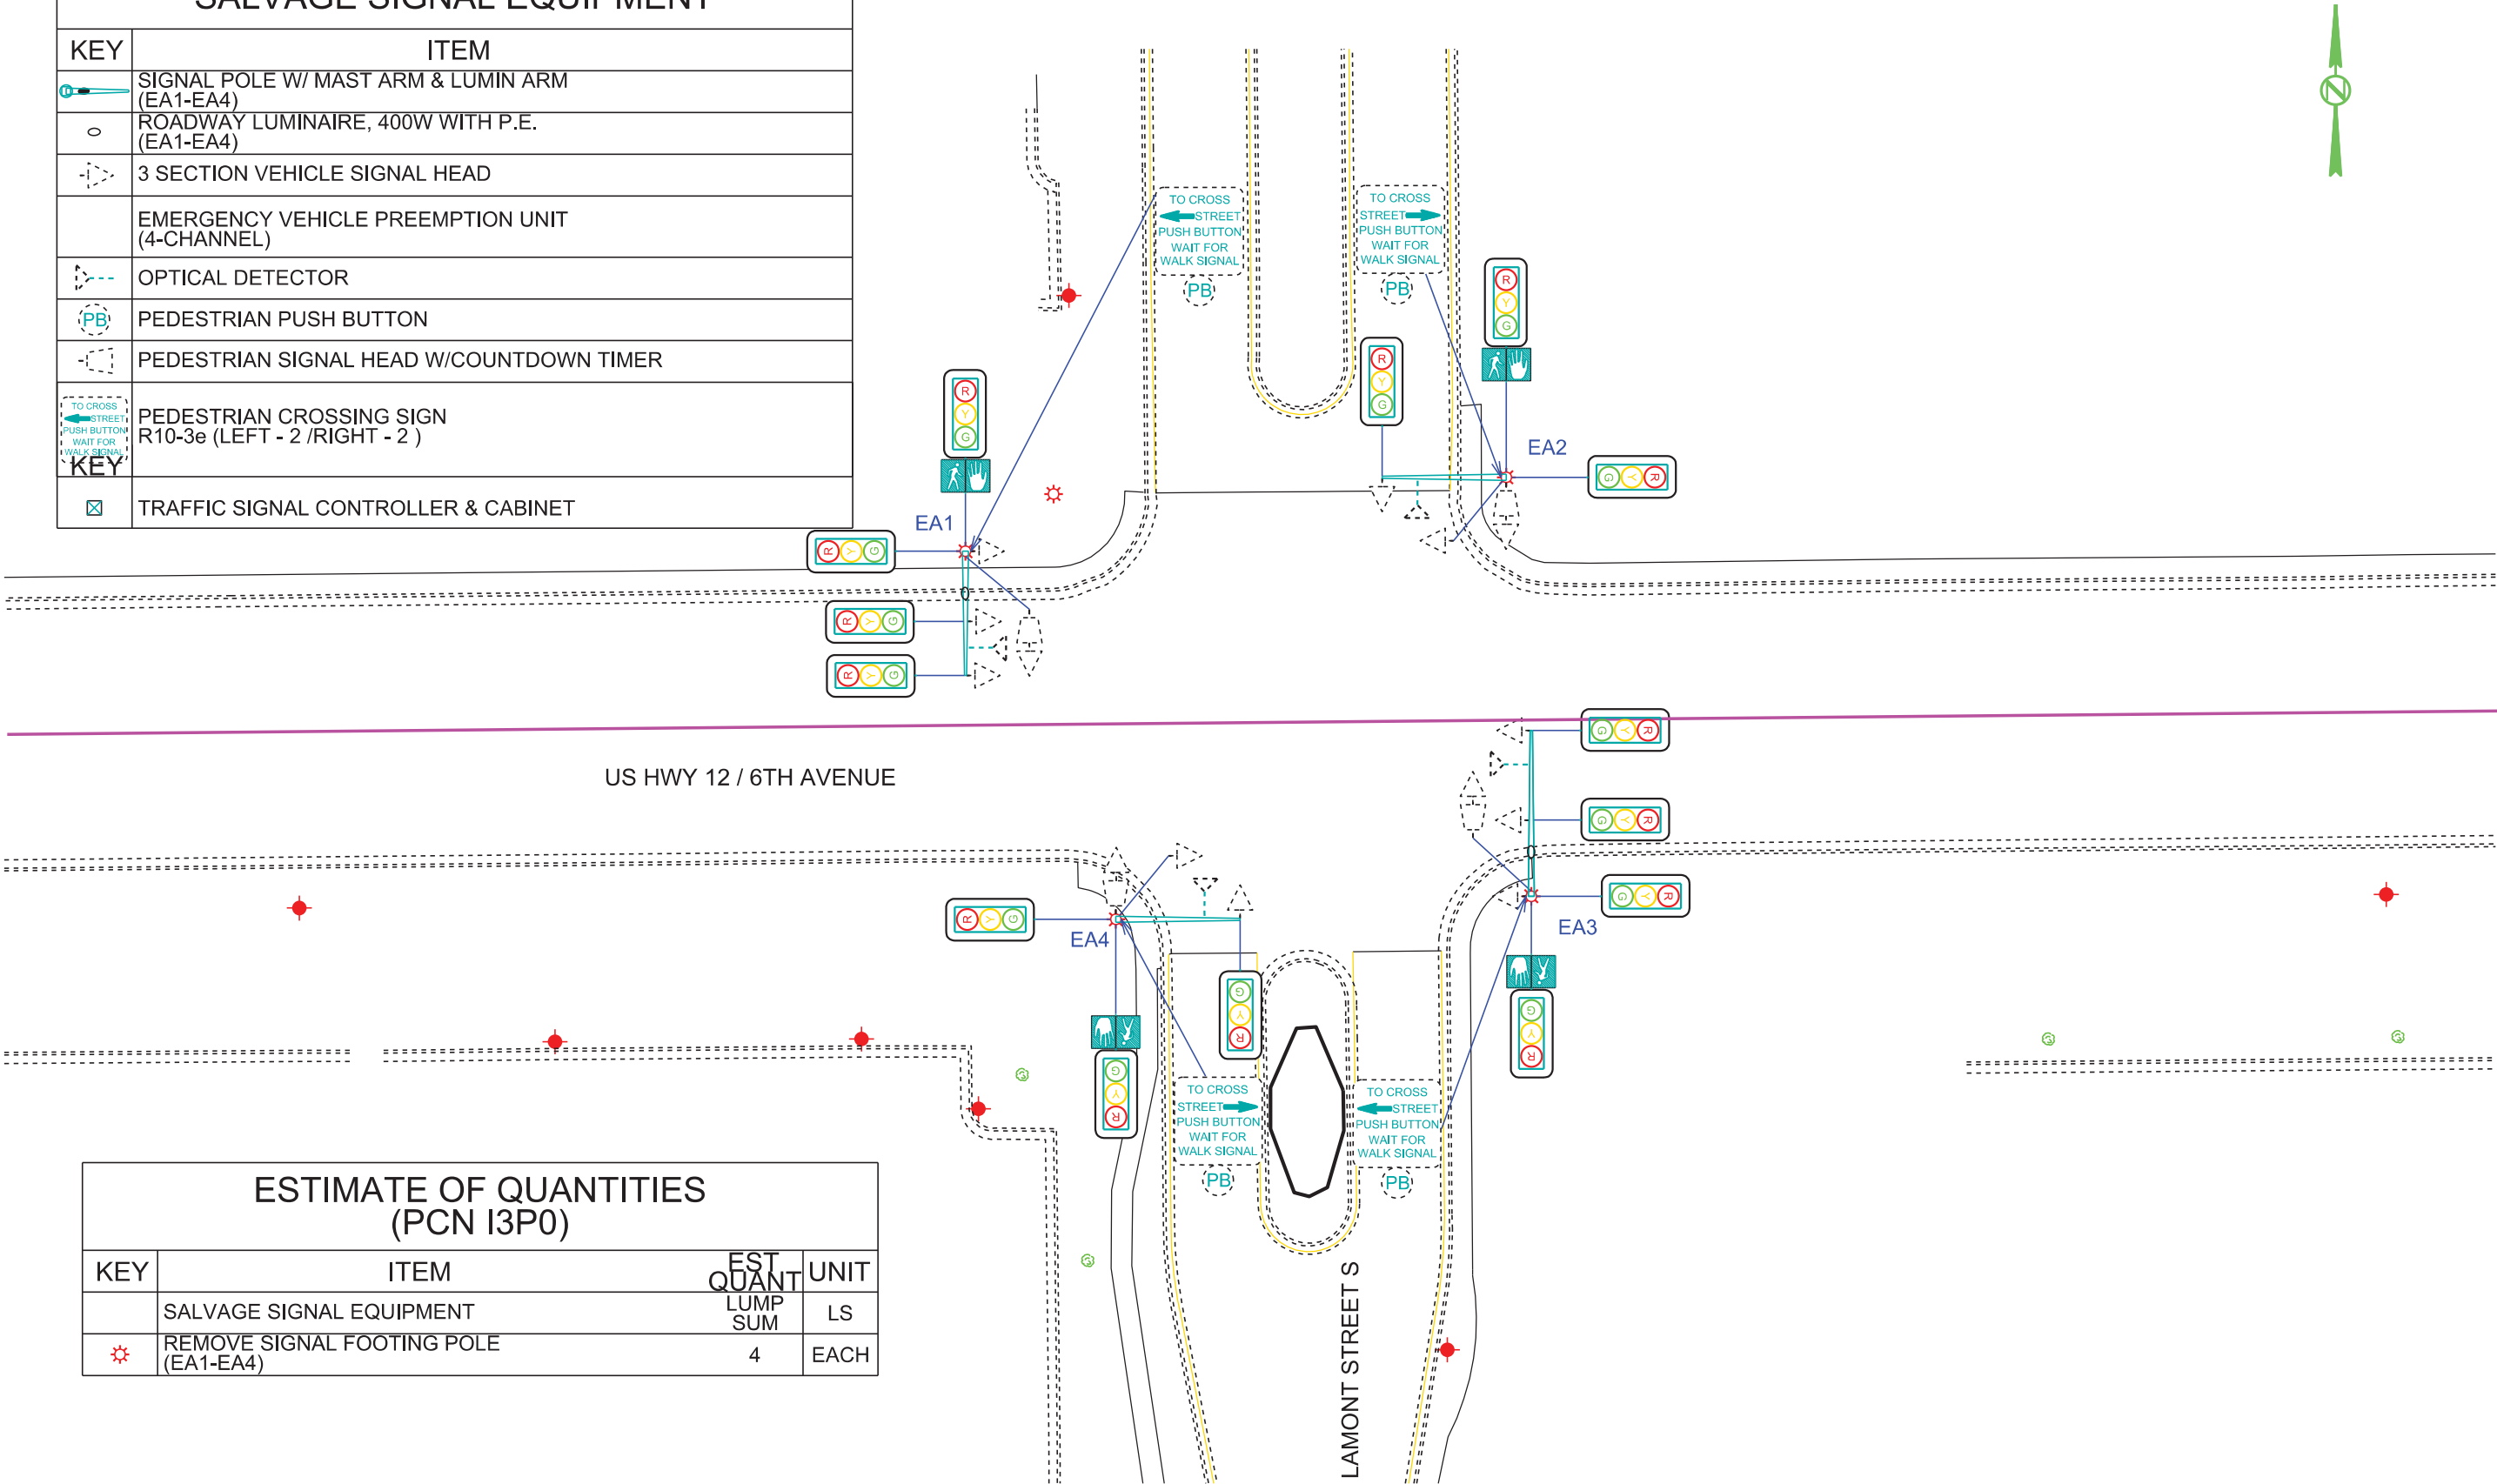 SALVAGE SIGNAL EQUIPMENT
KEY ITEM
SIGNAL POLE W/ MAST ARM & LUMIN ARM
(EA1-EA4)
ROADWAY LUMINAIRE, 400W WITH P.E.
(EA1-EA4)
3 SECTION VEHICLE SIGNAL HEAD
EMERGENCY VEHICLE PREEMPTION UNIT
(4-CHANNEL)
OPTICAL DETECTOR
PB PEDESTRIAN PUSH BUTTON
PEDESTRIAN SIGNAL HEAD W/COUNTDOWN TIMER
TO CROSS
STREET
PUSH BUTTON
WAIT FOR
WALK SIGNAL
PEDESTRIAN CROSSING SIGN
R10-3e (LEFT - 2 /RIGHT - 2 )
KEY
TRAFFIC SIGNAL CONTROLLER & CABINET
N
TO CROSS
STREET
PUSH BUTTON
WAIT FOR
WALK SIGNAL
PB
TO CROSS
STREET
PUSH BUTTON
WAIT FOR
WALK SIGNAL
PB
R
Y
G
R
Y
G
R
Y
G
EA2
G Y R
EA1
R Y G
R Y G
R Y G
G Y R
US HWY 12 / 6TH AVENUE
G Y R
G Y R
EA3
R Y G
EA4
G
Y
R
G
Y
R
G
Y
R
TO CROSS
STREET
PUSH BUTTON
WAIT FOR
WALK SIGNAL
PB
TO CROSS
STREET
PUSH BUTTON
WAIT FOR
WALK SIGNAL
PB
LAMONT STREET S
ESTIMATE OF QUANTITIES
(PCN I3P0)
KEY ITEM EST QUANT UNIT
SALVAGE SIGNAL EQUIPMENT LUMP SUM LS
REMOVE SIGNAL FOOTING POLE
(EA1-EA4) 4 EACH